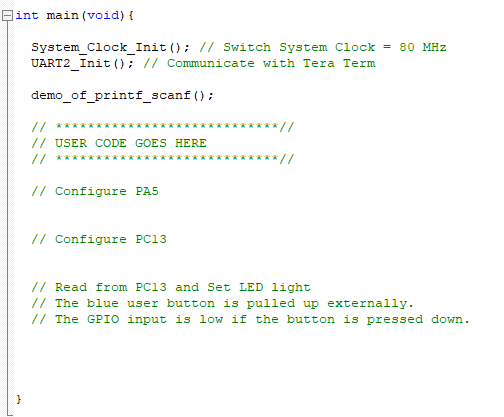 int main(void){
System_Clock_Init(); // Switch System Clock = 80 MHz
UART2_Init(); // Communicate with Tera Term
demo_of_printf_scanf();
// ****************************//
// USER CODE GOES HERE
// ****************************//
// Configure PA5
// Configure PC13
// Read from PC13 and Set LED light
// The blue user button is pulled up externally.
// The GPIO input is low if the button is pressed down.
}